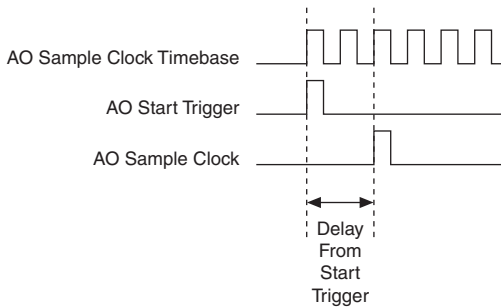 AO Sample Clock Timebase
AO Start Trigger
AO Sample Clock
Delay
From
Start
Trigger